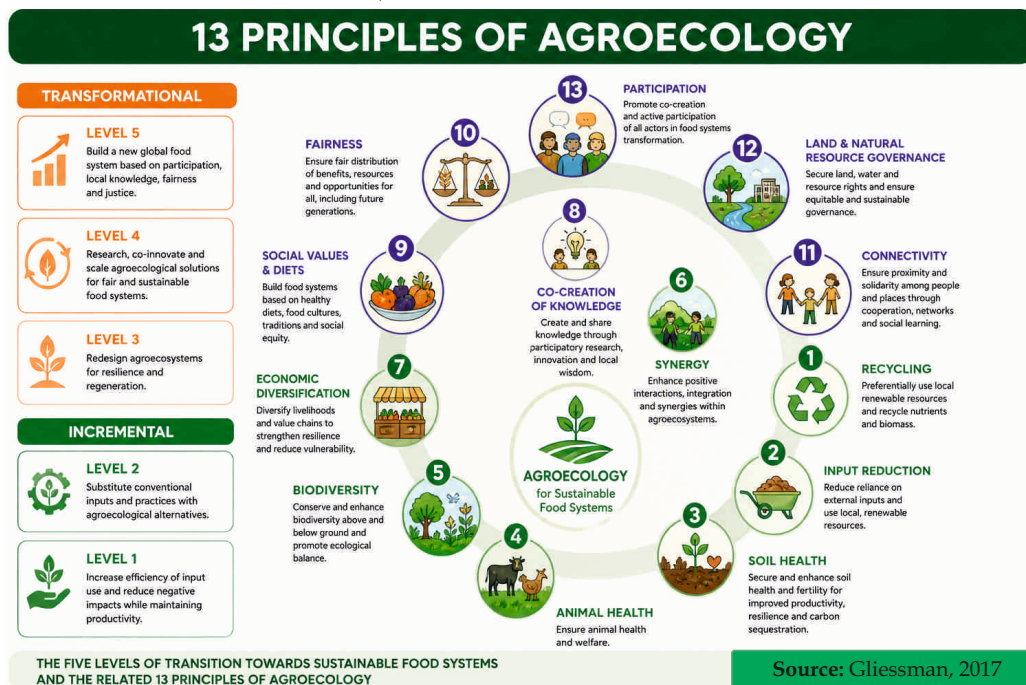 13 PRINCIPLES OF AGROECOLOGY
TRANSFORMATIONAL
LEVEL 5
Build a new global food
system based on participation,
local knowledge, fairness
and justice.
LEVEL 4
Research, co-innovate and
scale agroecological solutions
for fair and sustainable
food systems.
LEVEL 3
Redesign agroecosystems
for resilience and
regeneration.
INCREMENTAL
LEVEL 2
Substitute conventional
inputs and practices with
agroecological alternatives.
LEVEL 1
Increase efficiency of input
use and reduce negative
impacts while maintaining
productivity.
13
PARTICIPATION
Promote co-creation
and active participation
of all actors in food systems
transformation.
12
LAND & NATURAL
RESOURCE GOVERNANCE
Secure land, water and
resource rights and ensure
equitable and sustainable
governance.
11
CONNECTIVITY
Ensure proximity and
solidarity among people
and places through
cooperation, networks
and social learning.
1
RECYCLING
Preferentially use local
renewable resources
and recycle nutrients
and biomass.
2
INPUT REDUCTION
Reduce reliance on
external inputs and
use local, renewable
resources.
3
SOIL HEALTH
Secure and enhance soil
health and fertility for
improved productivity,
resilience and carbon
sequestration.
4
ANIMAL HEALTH
Ensure animal health
and welfare.
5
BIODIVERSITY
Conserve and enhance
biodiversity above and
below ground and
promote ecological
balance.
7
ECONOMIC
DIVERSIFICATION
Diversify livelihoods
and value chains to
strengthen resilience
and reduce vulnerability.
9
SOCIAL VALUES
& DIETS
Build food systems
based on healthy
diets, food cultures,
traditions and social
equity.
10
FAIRNESS
Ensure fair distribution
of benefits, resources
and opportunities for
all, including future
generations.
8
CO-CREATION
OF KNOWLEDGE
Create and share
knowledge through
participatory research,
innovation and local
wisdom.
6
SYNERGY
Enhance positive
interactions, integration
and synergies within
agroecosystems.
AGROECOLOGY
for Sustainable
Food Systems
THE FIVE LEVELS OF TRANSITION TOWARDS SUSTAINABLE FOOD SYSTEMS
AND THE RELATED 13 PRINCIPLES OF AGROECOLOGY
Source: Gliessman, 2017